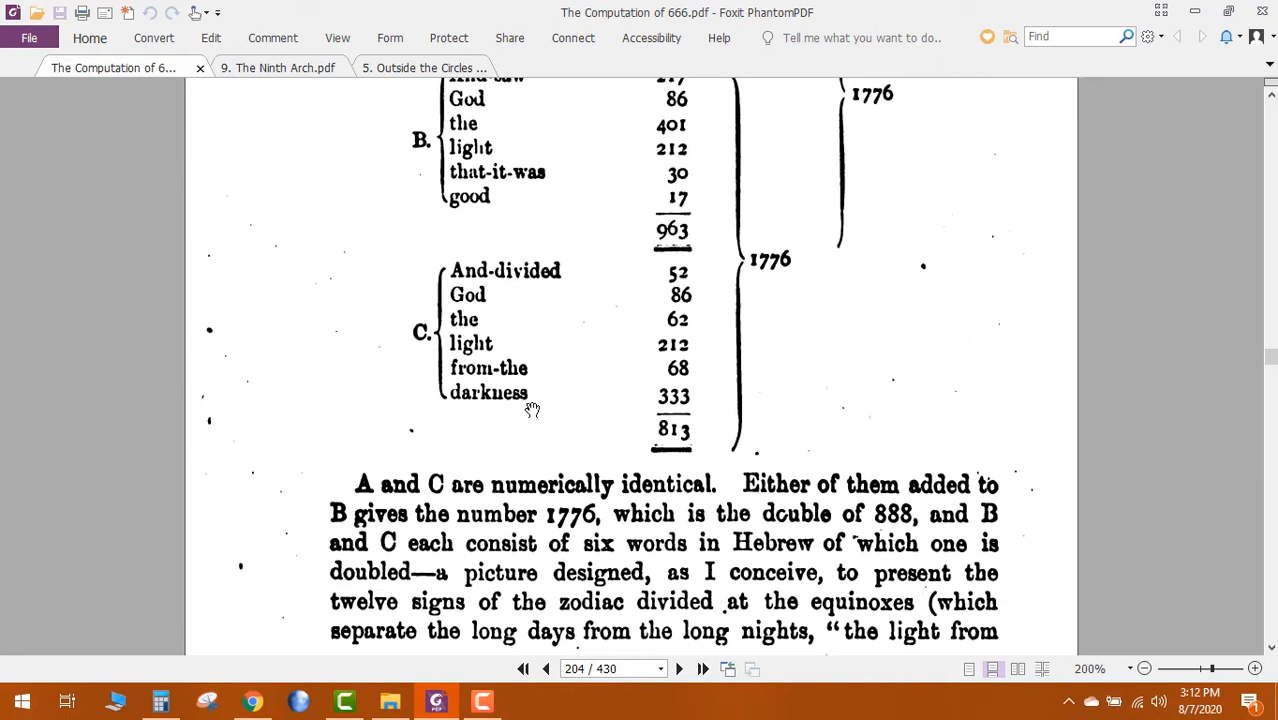 The Computation of 666.pdf - Foxit PhantomPDF
File Home Convert Edit Comment View Form Protect Share Connect Accessibility Help Tell me what you want to do.. Find
The Computation of 6... 9. The Ninth Arch.pdf 5. Outside the Circles ...
And-saw 217
God 86 1776
the 401
B.
light 212
that-it-was 30
good 17
963
1776
And-divided 52
God 86
the 62
C.
light 212
from-the 68
darkness 333
813
A and C are numerically identical. Either of them added to
B gives the number 1776, which is the double of 888, and B
and C each consist of six words in Hebrew of which one is
doubled—a picture designed, as I conceive, to present the
twelve signs of the zodiac divided at the equinoxes (which
separate the long days from the long nights, "the light from
204 / 430 200%
3:12 PM
8/7/2020
1